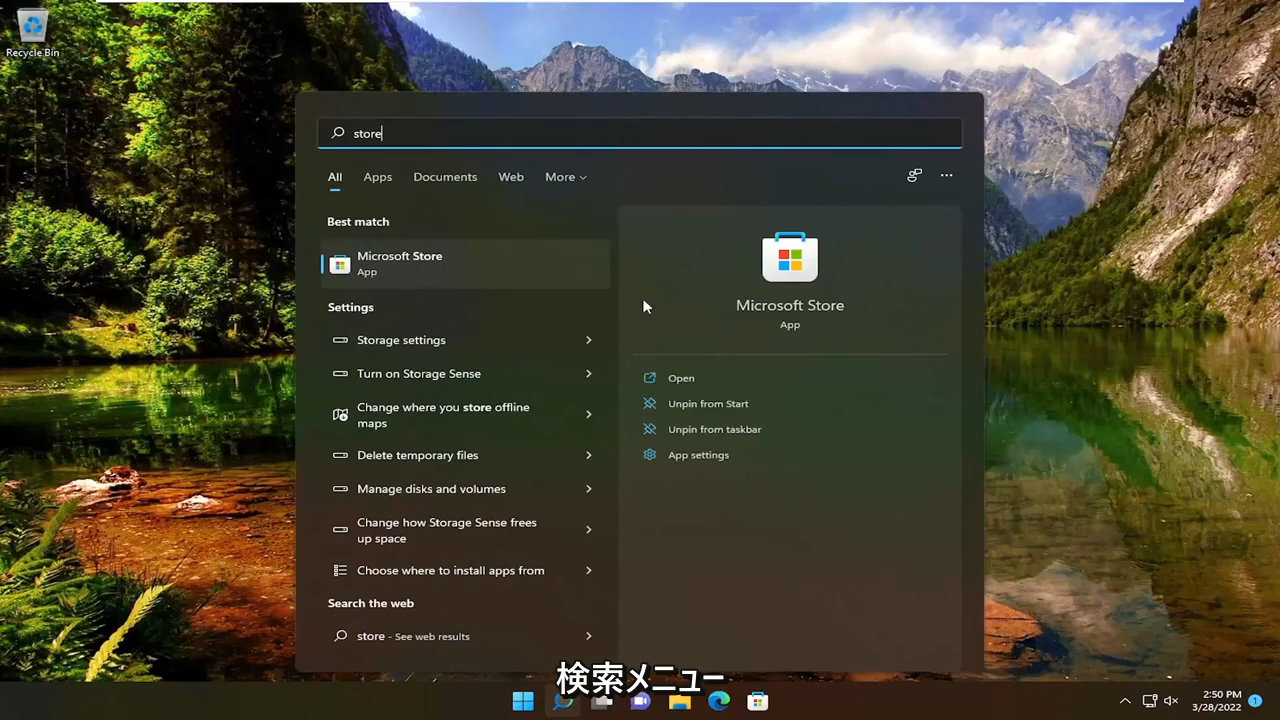 Recycle Bin
store
All Apps Documents Web More
Best match
Microsoft Store
App
Settings
Storage settings
Turn on Storage Sense
Change where you store offline
maps
Delete temporary files
Manage disks and volumes
Change how Storage Sense frees
up space
Choose where to install apps from
Search the web
store - See web results
Microsoft Store
App
Open
Unpin from Start
Unpin from taskbar
App settings
検索メニュー
2:50 PM
3/28/2022
1